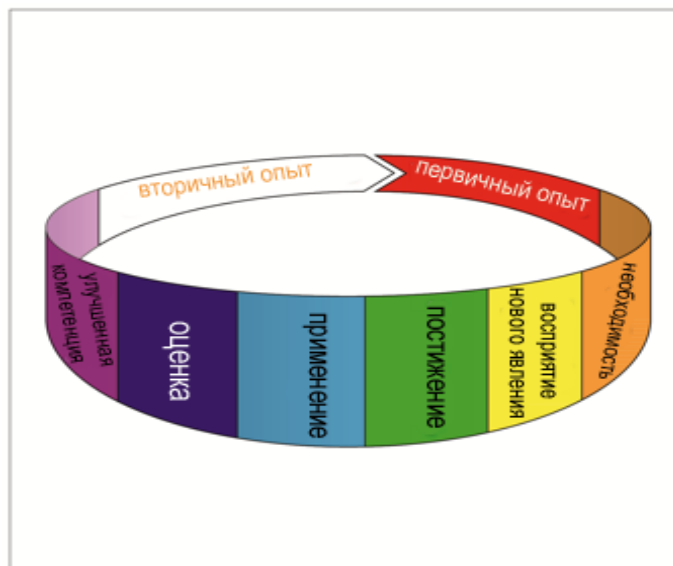 вторичный опыт
первичный опыт
улучшенная
компетенция
оценка
применение
постижение
восприятие
нового явления
необходимость